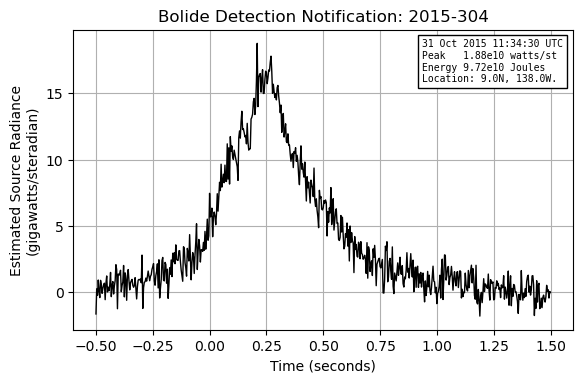 Bolide Detection Notification: 2015-304
31 Oct 2015 11:34:30 UTC
Peak   1.88e10 watts/st
Energy 9.72e10 Joules
Location: 9.0N, 138.0W.
Estimated Source Radiance
(gigawatts/steradian)
15
10
5
0
−0.50 −0.25 0.00 0.25 0.50 0.75 1.00 1.25 1.50
Time (seconds)